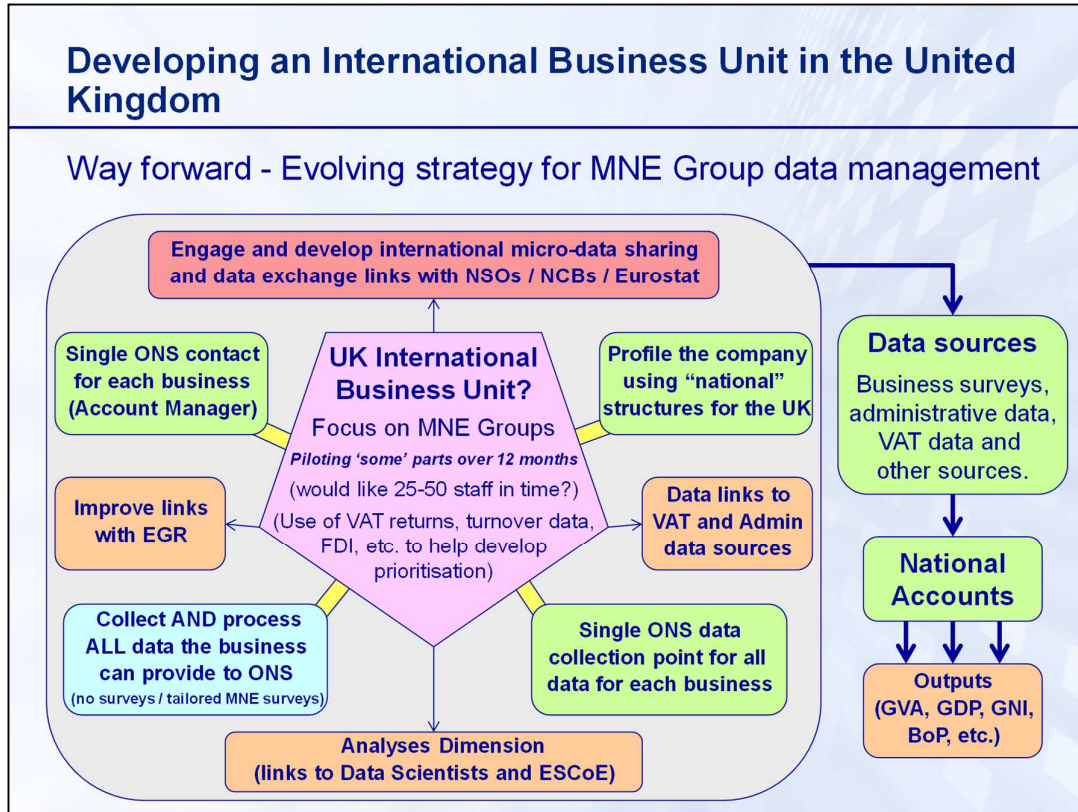 Developing an International Business Unit in the United
Kingdom
Way forward - Evolving strategy for MNE Group data management
Engage and develop international micro-data sharing
and data exchange links with NSOs / NCBs / Eurostat
Single ONS contact
for each business
(Account Manager)
UK International
Business Unit?
Focus on MNE Groups
Piloting ‘some’ parts over 12 months
(would like 25-50 staff in time?)
(Use of VAT returns, turnover data,
FDI, etc. to help develop
prioritisation)
Profile the company
using “national”
structures for the UK
Improve links
with EGR
Data links to
VAT and Admin
data sources
Collect AND process
ALL data the business
can provide to ONS
(no surveys / tailored MNE surveys)
Single ONS data
collection point for all
data for each business
Analyses Dimension
(links to Data Scientists and ESCoE)
Data sources
Business surveys,
administrative data,
VAT data and
other sources.
National
Accounts
Outputs
(GVA, GDP, GNI,
BoP, etc.)